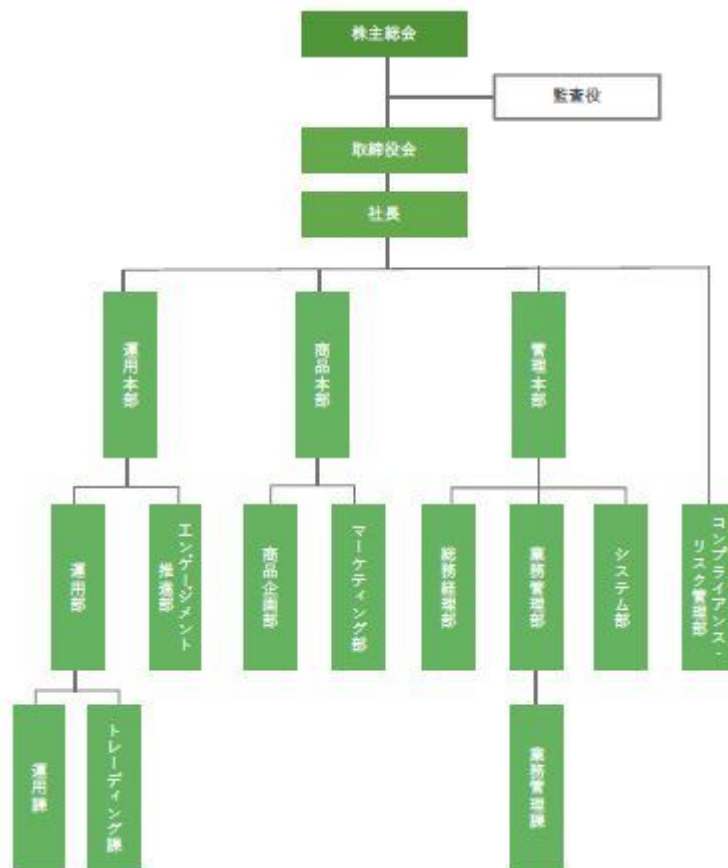 株主総会
監査役
取締役会
社長
運用本部
商品本部
管理本部
運用部
エンゲージメント
推進部
商品企画部
マーケティング部
総務経理部
業務管理部
システム部
コンプライアンス・
リスク管理部
運用課
トレーディング課
業務管理課